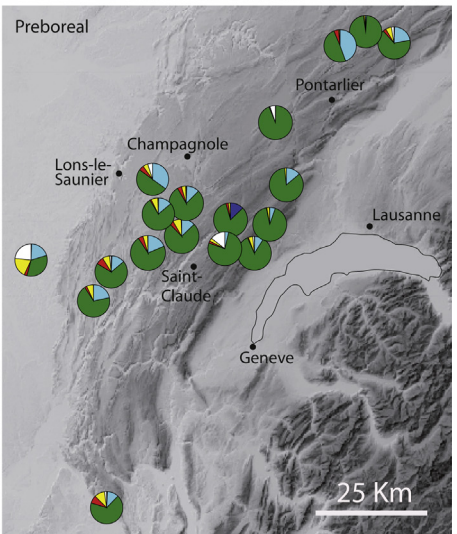 Preboreal
Pontarlier
Champagnole
Lons-le-
Saunier
Lausanne
Saint-
Claude
Geneve
25 Km